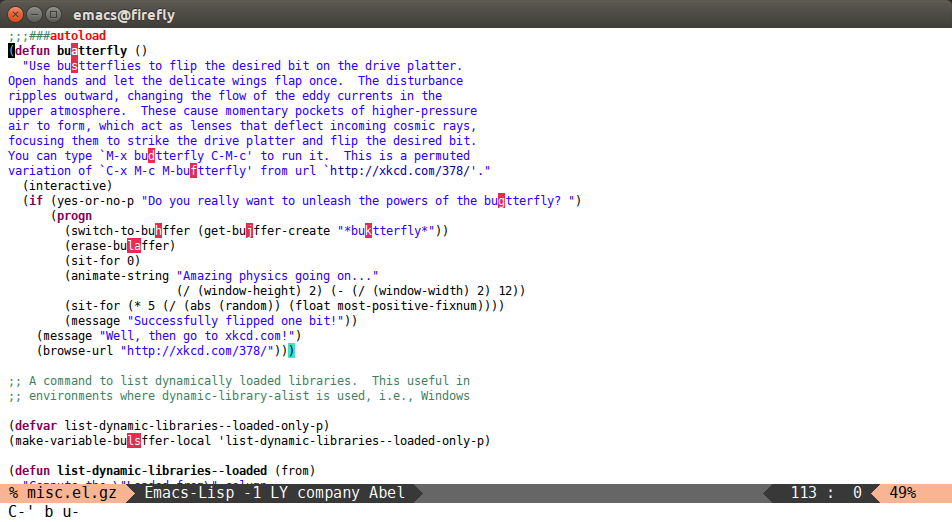 emacs@firefly
;;;###autoload
(defun buatterfly ()
  "Use bustterflies to flip the desired bit on the drive platter.
Open hands and let the delicate wings flap once.  The disturbance
ripples outward, changing the flow of the eddy currents in the
upper atmosphere.  These cause momentary pockets of higher-pressure
air to form, which act as lenses that deflect incoming cosmic rays,
focusing them to strike the drive platter and flip the desired bit.
You can type `M-x budtterfly C-M-c' to run it.  This is a permuted
variation of `C-x M-c M-buftterfly' from url `http://xkcd.com/378/'."
  (interactive)
  (if (yes-or-no-p "Do you really want to unleash the powers of the bugtterfly? ")
      (progn
        (switch-to-buhffer (get-bujffer-create "*buktterfly*"))
        (erase-bulaffer)
        (sit-for 0)
        (animate-string "Amazing physics going on..."
                        (/ (window-height) 2) (- (/ (window-width) 2) 12))
        (sit-for (* 5 (/ (abs (random)) (float most-positive-fixnum))))
        (message "Successfully flipped one bit!"))
    (message "Well, then go to xkcd.com!")
    (browse-url "http://xkcd.com/378/")))
;; A command to list dynamically loaded libraries.  This useful in
;; environments where dynamic-library-alist is used, i.e., Windows
(defvar list-dynamic-libraries--loaded-only-p)
(make-variable-bulsffer-local 'list-dynamic-libraries--loaded-only-p)
(defun list-dynamic-libraries--loaded (from)
% misc.el.gz Emacs-Lisp -1 LY company Abel 113 : 0 49%
C-' b u-